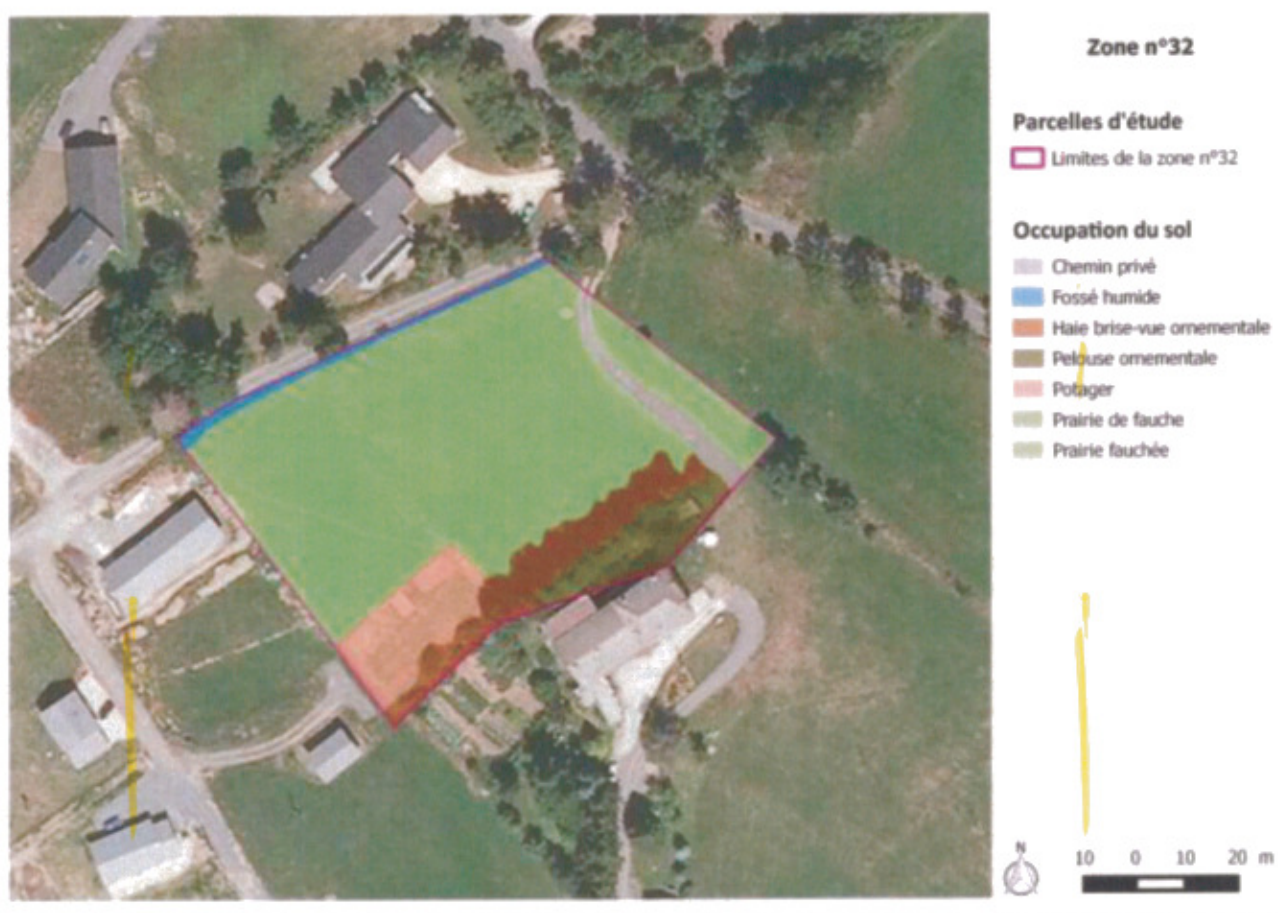 Zone n°32
Parcelles d'étude
Limites de la zone n°32
Occupation du sol
Chemin privé
Fossé humide
Haie brise-vue ornementale
Pelouse ornementale
Potager
Prairie de fauche
Prairie fauchée
N
10 0 10 20 m